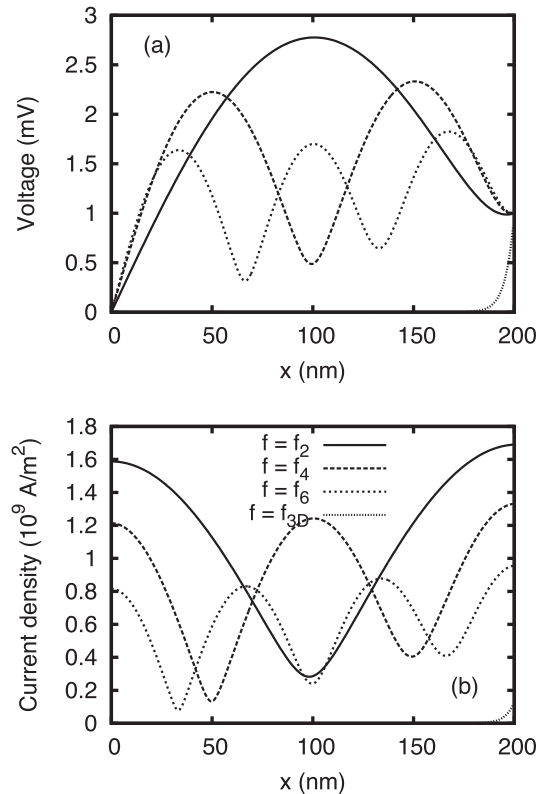 3
(a)
2.5
2
1.5
1
0.5
0
Voltage (mV)
0 50 100 150 200
x (nm)
1.8
1.6
1.4
1.2
1
0.8
0.6
0.4
0.2
0
Current density (10⁹ A/m²)
f = f₂
f = f₄
f = f₆
f = f₃D
(b)
0 50 100 150 200
x (nm)